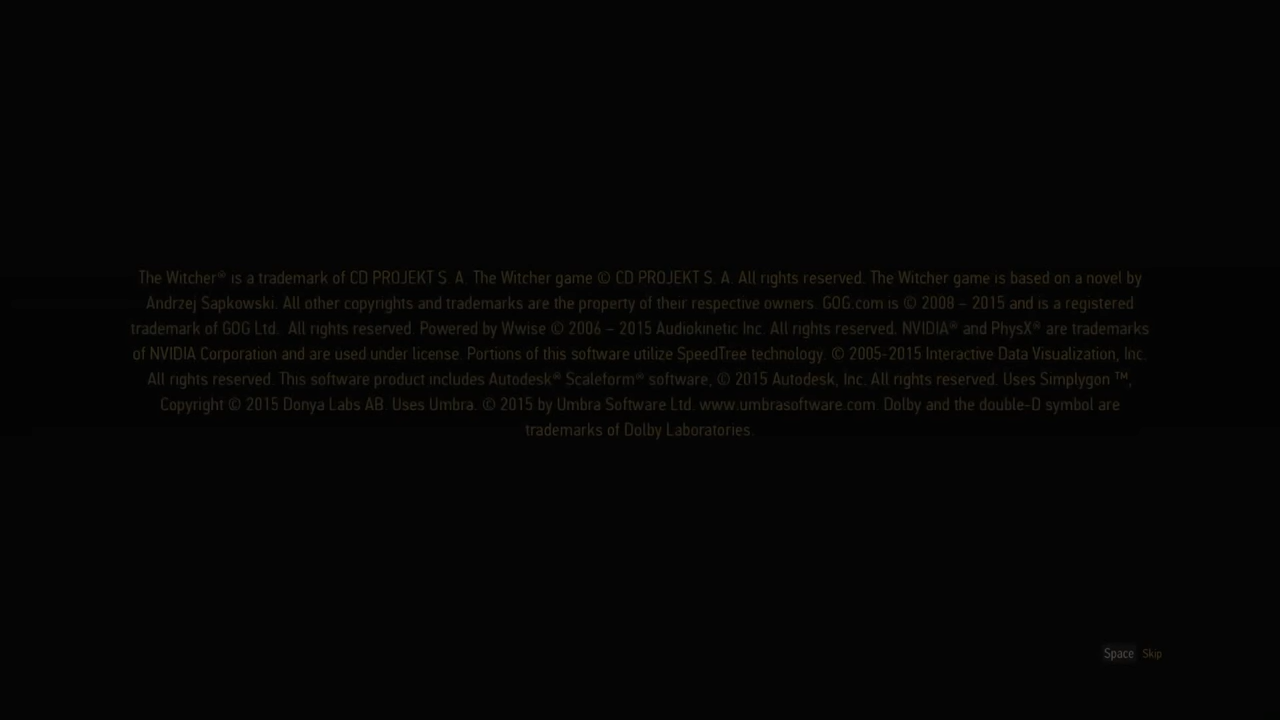 The Witcher® is a trademark of CD PROJEKT S. A. The Witcher game © CD PROJEKT S. A. All rights reserved. The Witcher game is based on a novel by
Andrzej Sapkowski. All other copyrights and trademarks are the property of their respective owners. GOG.com is © 2008 – 2015 and is a registered
trademark of GOG Ltd. All rights reserved. Powered by Wwise © 2006 – 2015 Audiokinetic Inc. All rights reserved. NVIDIA® and PhysX® are trademarks
of NVIDIA Corporation and are used under license. Portions of this software utilize SpeedTree technology. © 2005-2015 Interactive Data Visualization, Inc.
All rights reserved. This software product includes Autodesk® Scaleform® software, © 2015 Autodesk, Inc. All rights reserved. Uses Simplygon ™,
Copyright © 2015 Donya Labs AB. Uses Umbra. © 2015 by Umbra Software Ltd. www.umbrasoftware.com. Dolby and the double-D symbol are
trademarks of Dolby Laboratories.
Space Skip